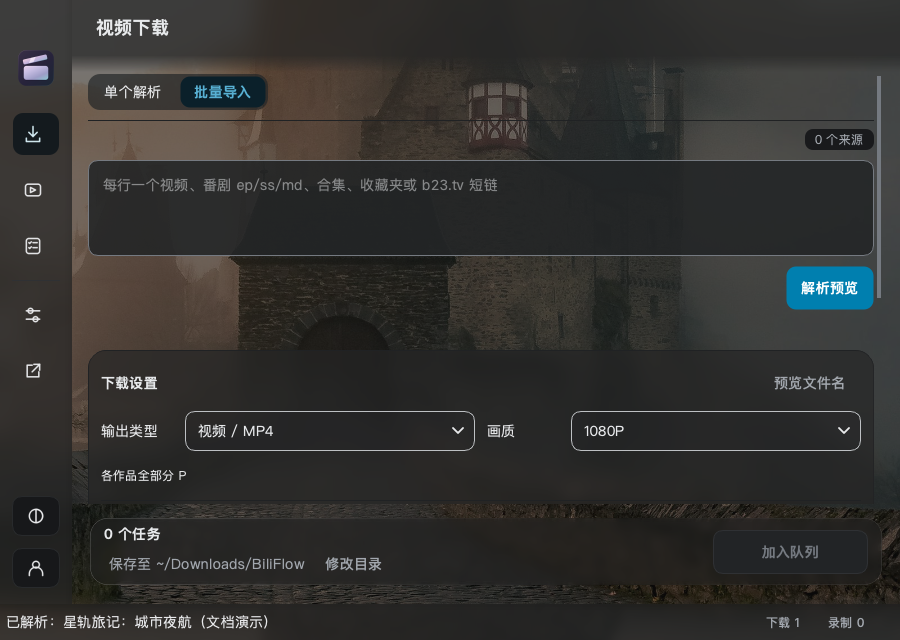 视频下载
单个解析 批量导入
0 个来源
每行一个视频、番剧 ep/ss/md、合集、收藏夹或 b23.tv 短链
解析预览
下载设置 预览文件名
输出类型 视频 / MP4 画质 1080P
各作品全部分 P
0 个任务
保存至 ~/Downloads/BiliFlow 修改目录
加入队列
已解析：星轨旅记：城市夜航（文档演示） 下载 1 录制 0